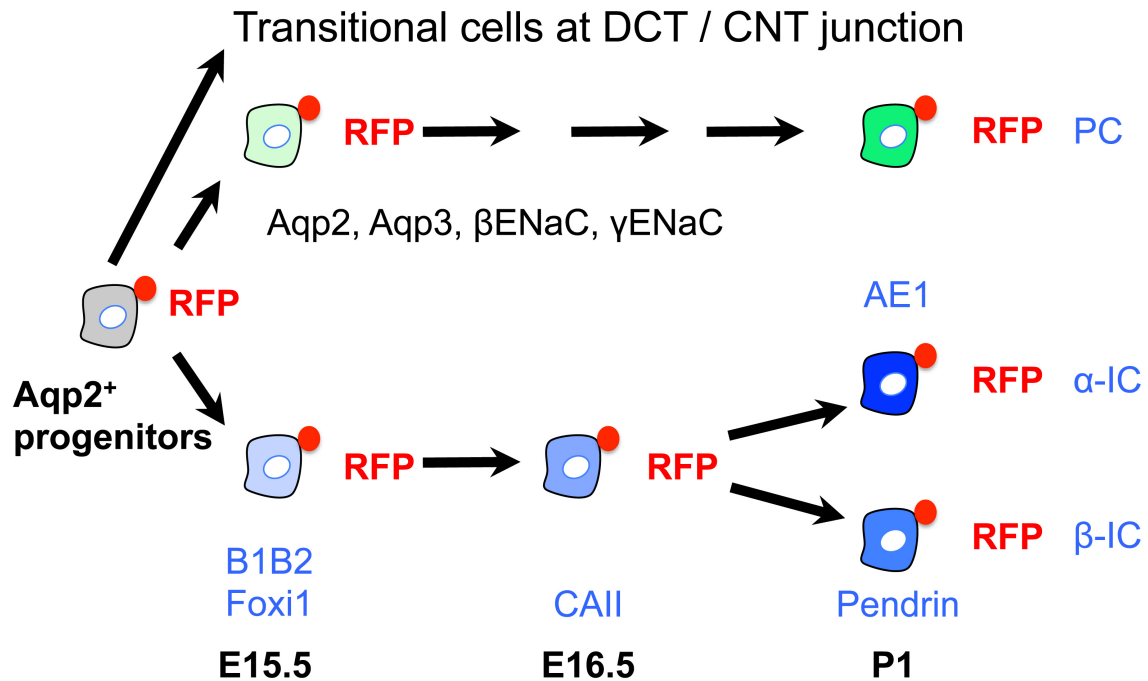 Transitional cells at DCT / CNT junction
RFP
RFP PC
Aqp2, Aqp3, βENaC, γENaC
RFP
Aqp2⁺
progenitors
AE1
RFP α-IC
RFP
RFP
RFP β-IC
B1B2
Foxi1
CAII
Pendrin
E15.5
E16.5
P1